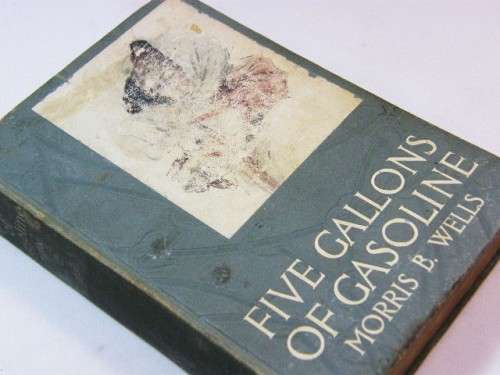 FIVE GALLONS
OF GASOLINE
MORRIS B. WELLS